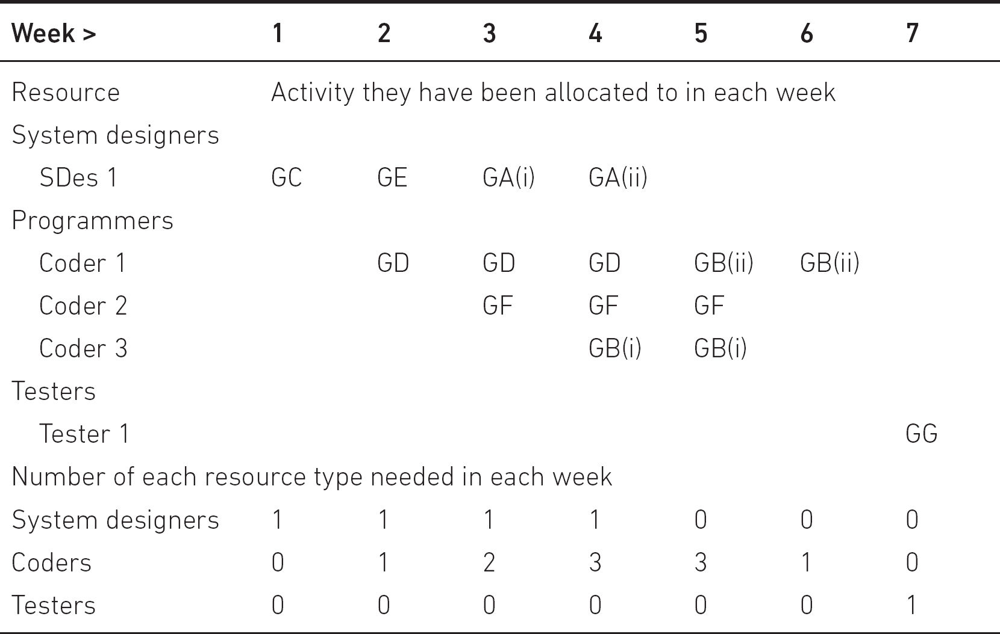 Week > 1 2 3 4 5 6 7
Resource Activity they have been allocated to in each week
System designers
SDes 1 GC GE GA(i) GA(ii)
Programmers
Coder 1 GD GD GD GB(ii) GB(ii)
Coder 2 GF GF GF
Coder 3 GB(i) GB(i)
Testers
Tester 1 GG
Number of each resource type needed in each week
System designers 1 1 1 1 0 0 0
Coders 0 1 2 3 3 1 0
Testers 0 0 0 0 0 0 1